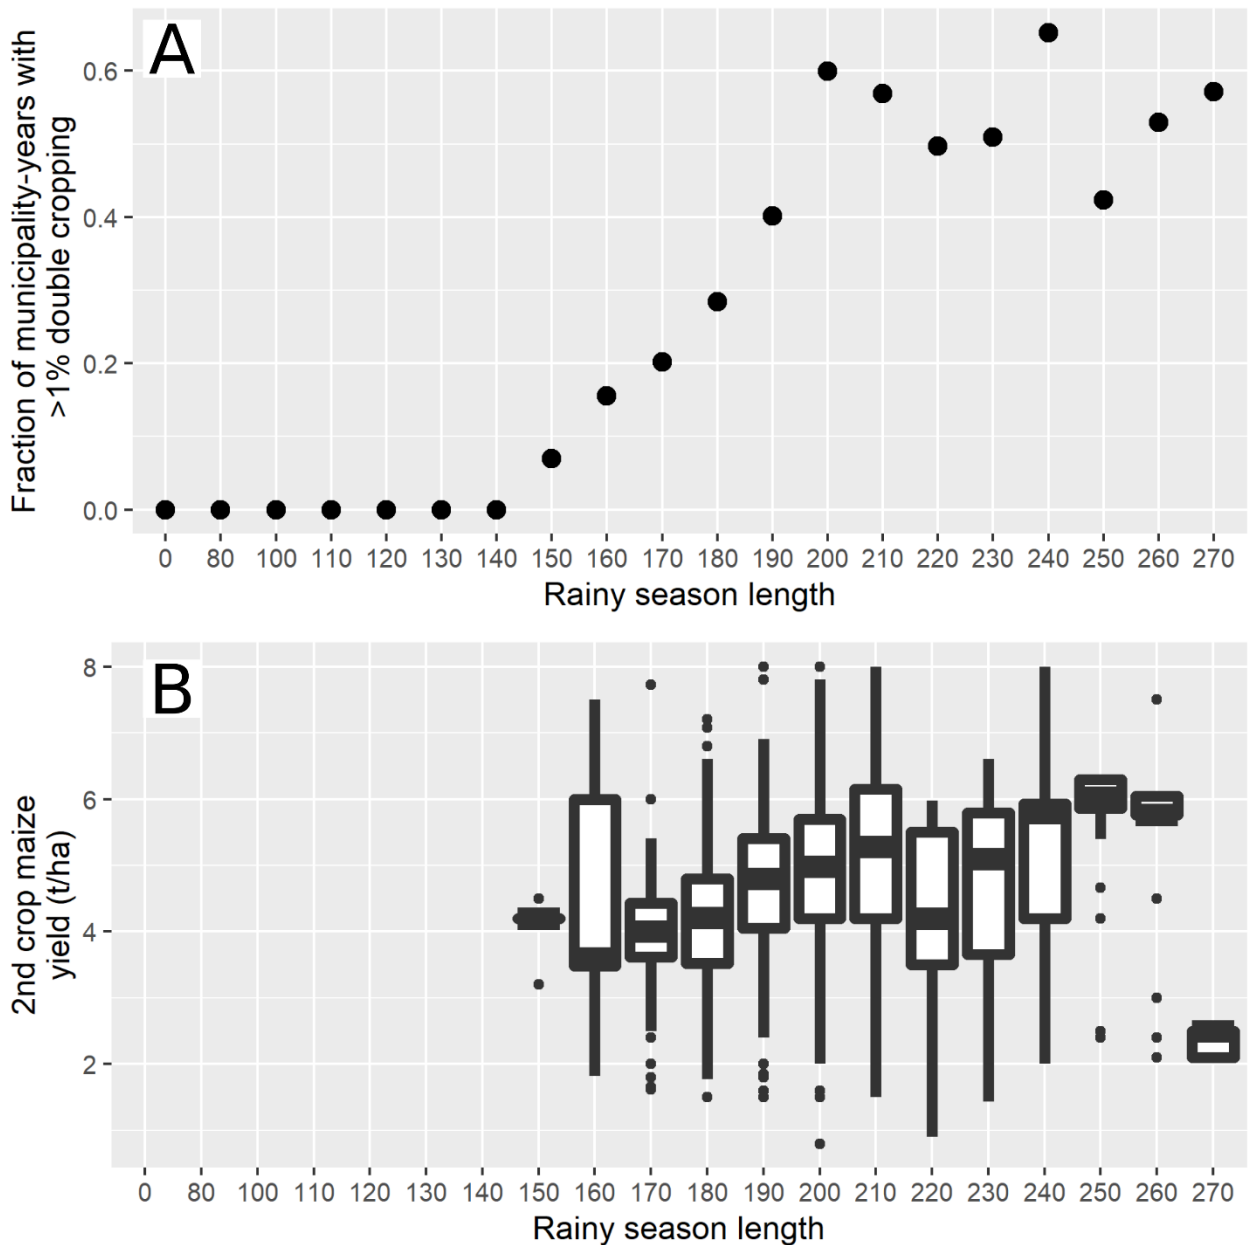 A
Fraction of municipality-years with
>1% double cropping
0.6
0.4
0.2
0.0
0 80 100 110 120 130 140 150 160 170 180 190 200 210 220 230 240 250 260 270
Rainy season length
B
2nd crop maize
yield (t/ha)
8
6
4
2
0 80 100 110 120 130 140 150 160 170 180 190 200 210 220 230 240 250 260 270
Rainy season length